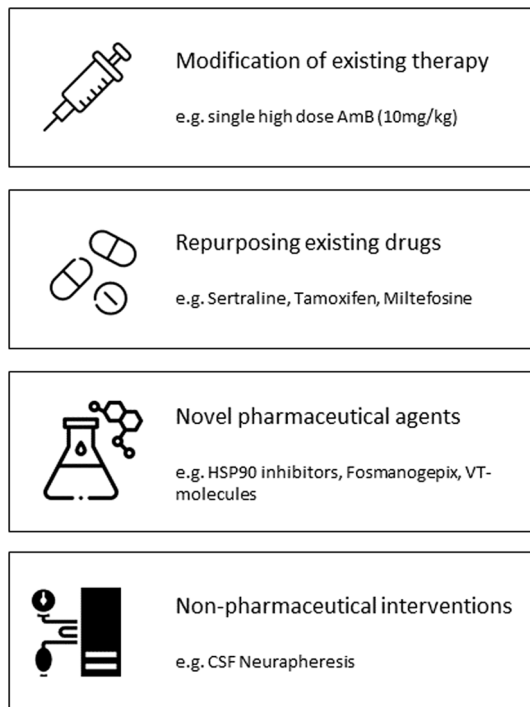 Modification of existing therapy
e.g. single high dose AmB (10mg/kg)
Repurposing existing drugs
e.g. Sertraline, Tamoxifen, Miltefosine
Novel pharmaceutical agents
e.g. HSP90 inhibitors, Fosmanogepix, VT-
molecules
Non-pharmaceutical interventions
e.g. CSF Neurapheresis